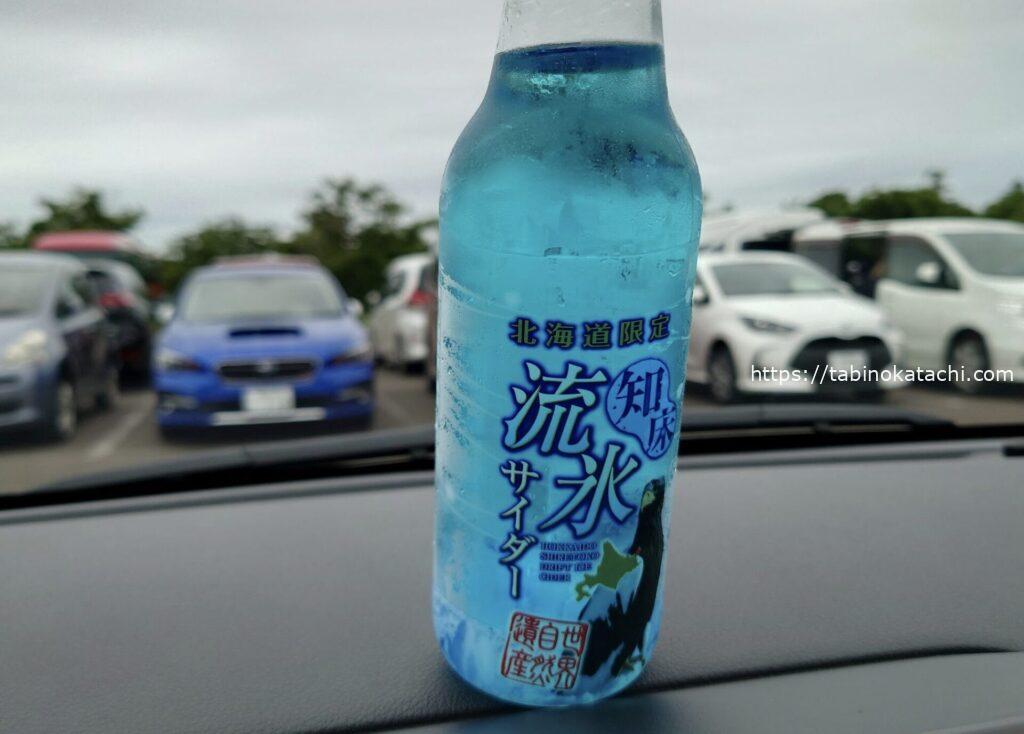 北海道限定
知床
流氷
サイダー
HOKKAIDO
SHIRETOKO
DRIFT ICE
CIDER
世界自然遺産
https://tabinokatachi.com